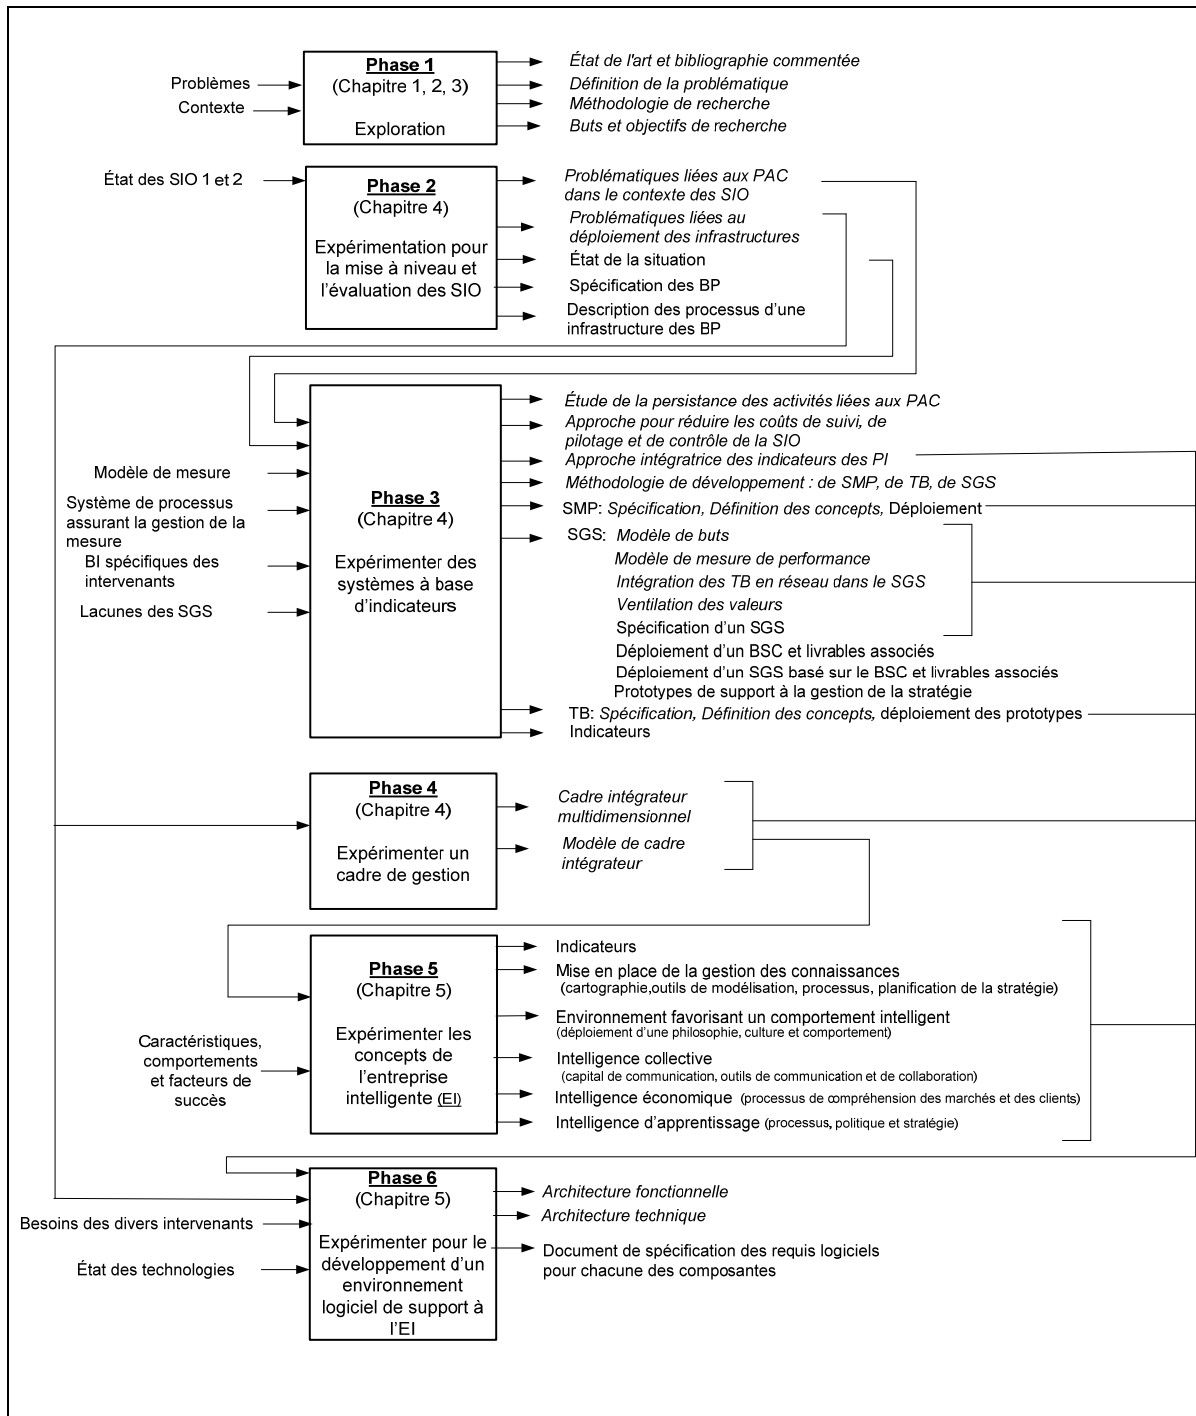 Phase 1
(Chapitre 1, 2, 3)
Exploration
Problèmes
Contexte
État de l'art et bibliographie commentée
Définition de la problématique
Méthodologie de recherche
Buts et objectifs de recherche
État des SIO 1 et 2
Phase 2
(Chapitre 4)
Expérimentation pour
la mise à niveau et
l'évaluation des SIO
Problématiques liées aux PAC
dans le contexte des SIO
Problématiques liées au
déploiement des infrastructures
État de la situation
Spécification des BP
Description des processus d'une
infrastructure des BP
Modèle de mesure
Système de processus
assurant la gestion de la
mesure
BI spécifiques des
intervenants
Lacunes des SGS
Phase 3
(Chapitre 4)
Expérimenter des
systèmes à base
d'indicateurs
Étude de la persistance des activités liées aux PAC
Approche pour réduire les coûts de suivi, de
pilotage et de contrôle de la SIO
Approche intégratrice des indicateurs des PI
Méthodologie de développement : de SMP, de TB, de SGS
SMP: Spécification, Définition des concepts, Déploiement
SGS: Modèle de buts
Modèle de mesure de performance
Intégration des TB en réseau dans le SGS
Ventilation des valeurs
Spécification d'un SGS
Déploiement d'un BSC et livrables associés
Déploiement d'un SGS basé sur le BSC et livrables associés
Prototypes de support à la gestion de la stratégie
TB: Spécification, Définition des concepts, déploiement des prototypes
Indicateurs
Phase 4
(Chapitre 4)
Expérimenter un
cadre de gestion
Cadre intégrateur
multidimensionnel
Modèle de cadre
intégrateur
Caractéristiques,
comportements
et facteurs de
succès
Phase 5
(Chapitre 5)
Expérimenter les
concepts de
l'entreprise
intelligente (EI)
Indicateurs
Mise en place de la gestion des connaissances
(cartographie,outils de modélisation, processus, planification de la stratégie)
Environnement favorisant un comportement intelligent
(déploiement d'une philosophie, culture et comportement)
Intelligence collective
(capital de communication, outils de communication et de collaboration)
Intelligence économique (processus de compréhension des marchés et des clients)
Intelligence d'apprentissage (processus, politique et stratégie)
Besoins des divers intervenants
État des technologies
Phase 6
(Chapitre 5)
Expérimenter pour le
développement d'un
environnement
logiciel de support à
l'EI
Architecture fonctionnelle
Architecture technique
Document de spécification des requis logiciels
pour chacune des composantes